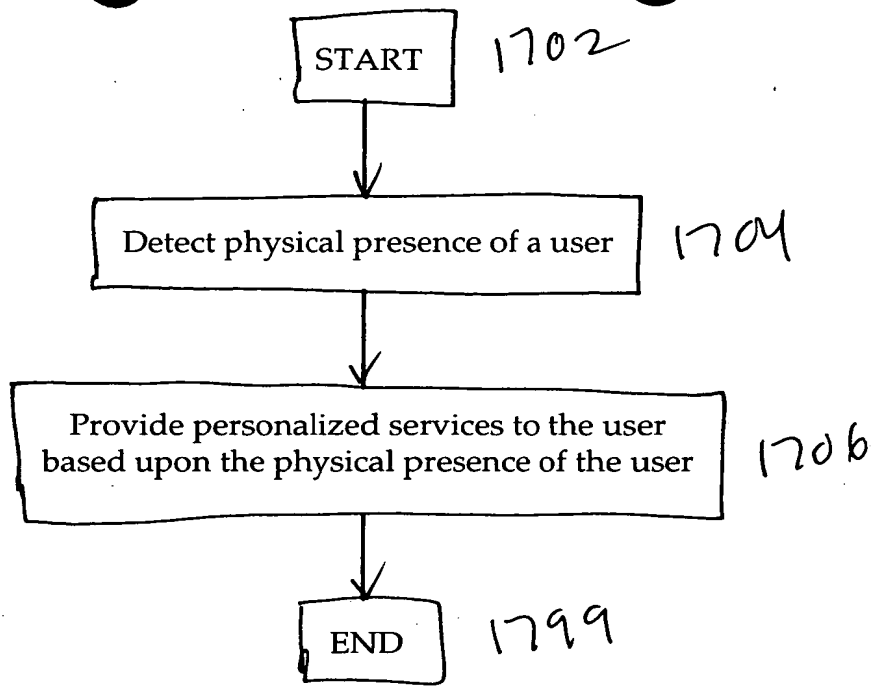 START 1702
Detect physical presence of a user 1704
Provide personalized services to the user
based upon the physical presence of the user 1706
END 1799